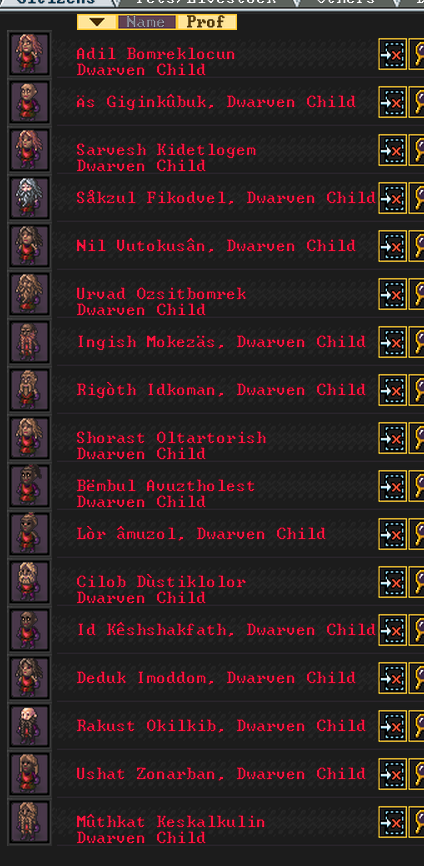 Citizens Pets/Livestock Others
Name Prof
Adil Bomreklocun
Dwarven Child
Äs Giginkûbuk, Dwarven Child
Sarvesh Kidetlogem
Dwarven Child
Såkzul Fikodvel, Dwarven Child
Nil Vutokusân, Dwarven Child
Urvad Ozsitbomrek
Dwarven Child
Ingish Mokezäs, Dwarven Child
Rigòth Idkoman, Dwarven Child
Shorast Oltartorish
Dwarven Child
Bëmbul Avuztholest
Dwarven Child
Lòr âmuzol, Dwarven Child
Cilob Dùstiklolor
Dwarven Child
Id Kêshshakfath, Dwarven Child
Deduk Imoddom, Dwarven Child
Rakust Okilkib, Dwarven Child
Ushat Zonarban, Dwarven Child
Mûthkat Keskalkulin
Dwarven Child